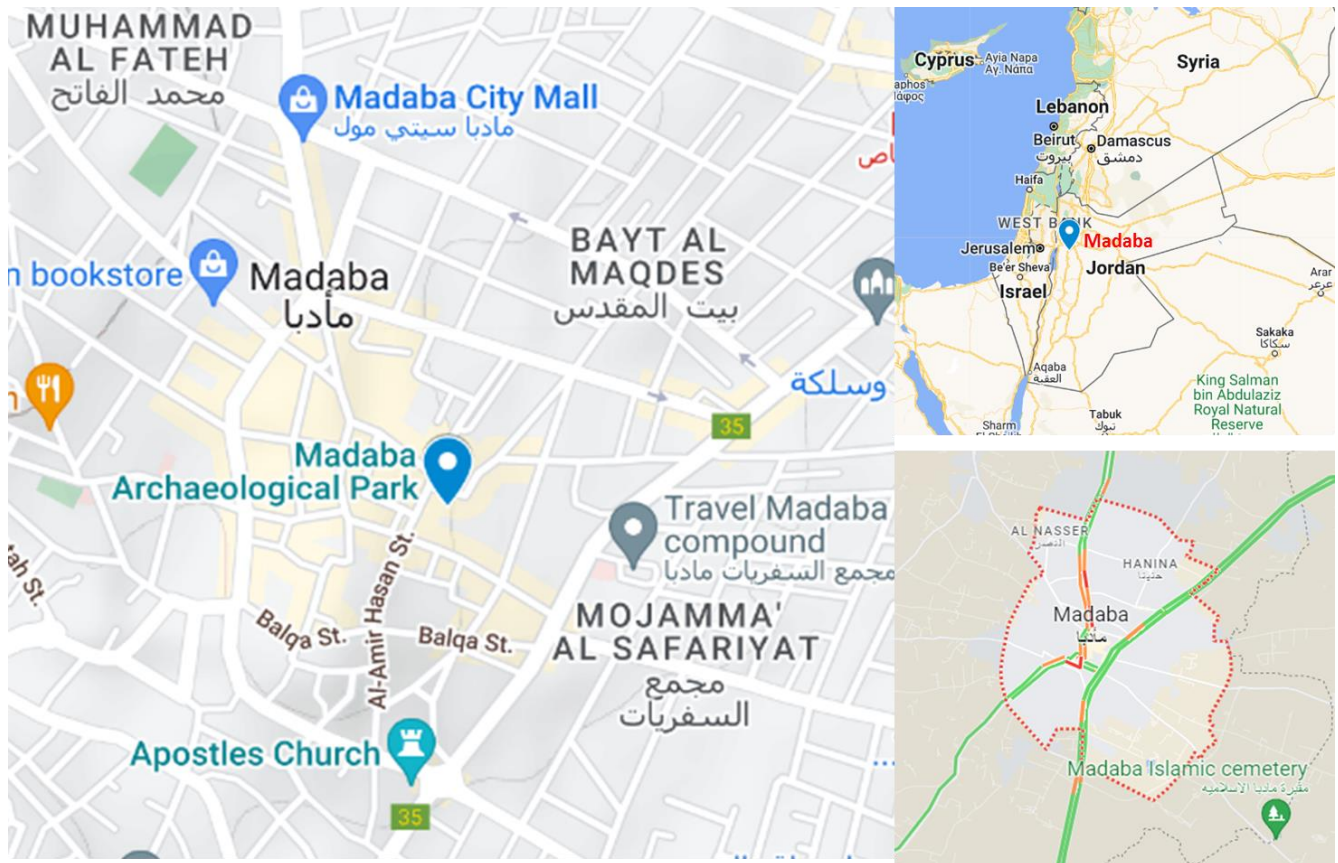 MUHAMMAD
AL FATEH
محمد الفاتح
Madaba City Mall
مادبا سيتي مول
BAYT AL
MAQDES
بيت المقدس
bookstore
Madaba
مأدبا
وسلكة
35
Madaba
Archaeological Park
Travel Madaba
compound
مجمع السفريات مادبا
MOJAMMA'
AL SAFARIYAT
مجمع
السفريات
Balqa St.
Balqa St.
Al-Amir Hasan St.
St.
Apostles Church
35
Cyprus
Ayia Napa
Αγ. Νάπα
Syria
Lebanon
Beirut
بيروت
Damascus
دمشق
Haifa
WEST BANK
Madaba
Jerusalem
Be'er Sheva
Jordan
Israel
Arar
عرعر
Sakaka
سكاكا
Aqaba
العقبة
King Salman
bin Abdulaziz
Royal Natural
Reserve
Tabuk
تبوك
Sharm
AL NASSER
النصر
HANINA
حنينا
Madaba
مادبا
Madaba Islamic cemetery
مقبرة مادبا الاسلاميه